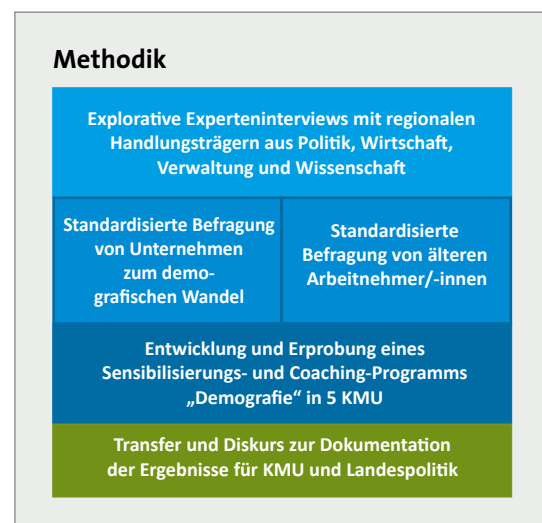 Methodik
Explorative Experteninterviews mit regionalen
Handlungsträgern aus Politik, Wirtschaft,
Verwaltung und Wissenschaft
Standardisierte Befragung
von Unternehmen
zum demo-
grafischen Wandel
Standardisierte
Befragung von älteren
Arbeitnehmer/-innen
Entwicklung und Erprobung eines
Sensibilisierungs- und Coaching-Programms
„Demografie“ in 5 KMU
Transfer und Diskurs zur Dokumentation
der Ergebnisse für KMU und Landespolitik